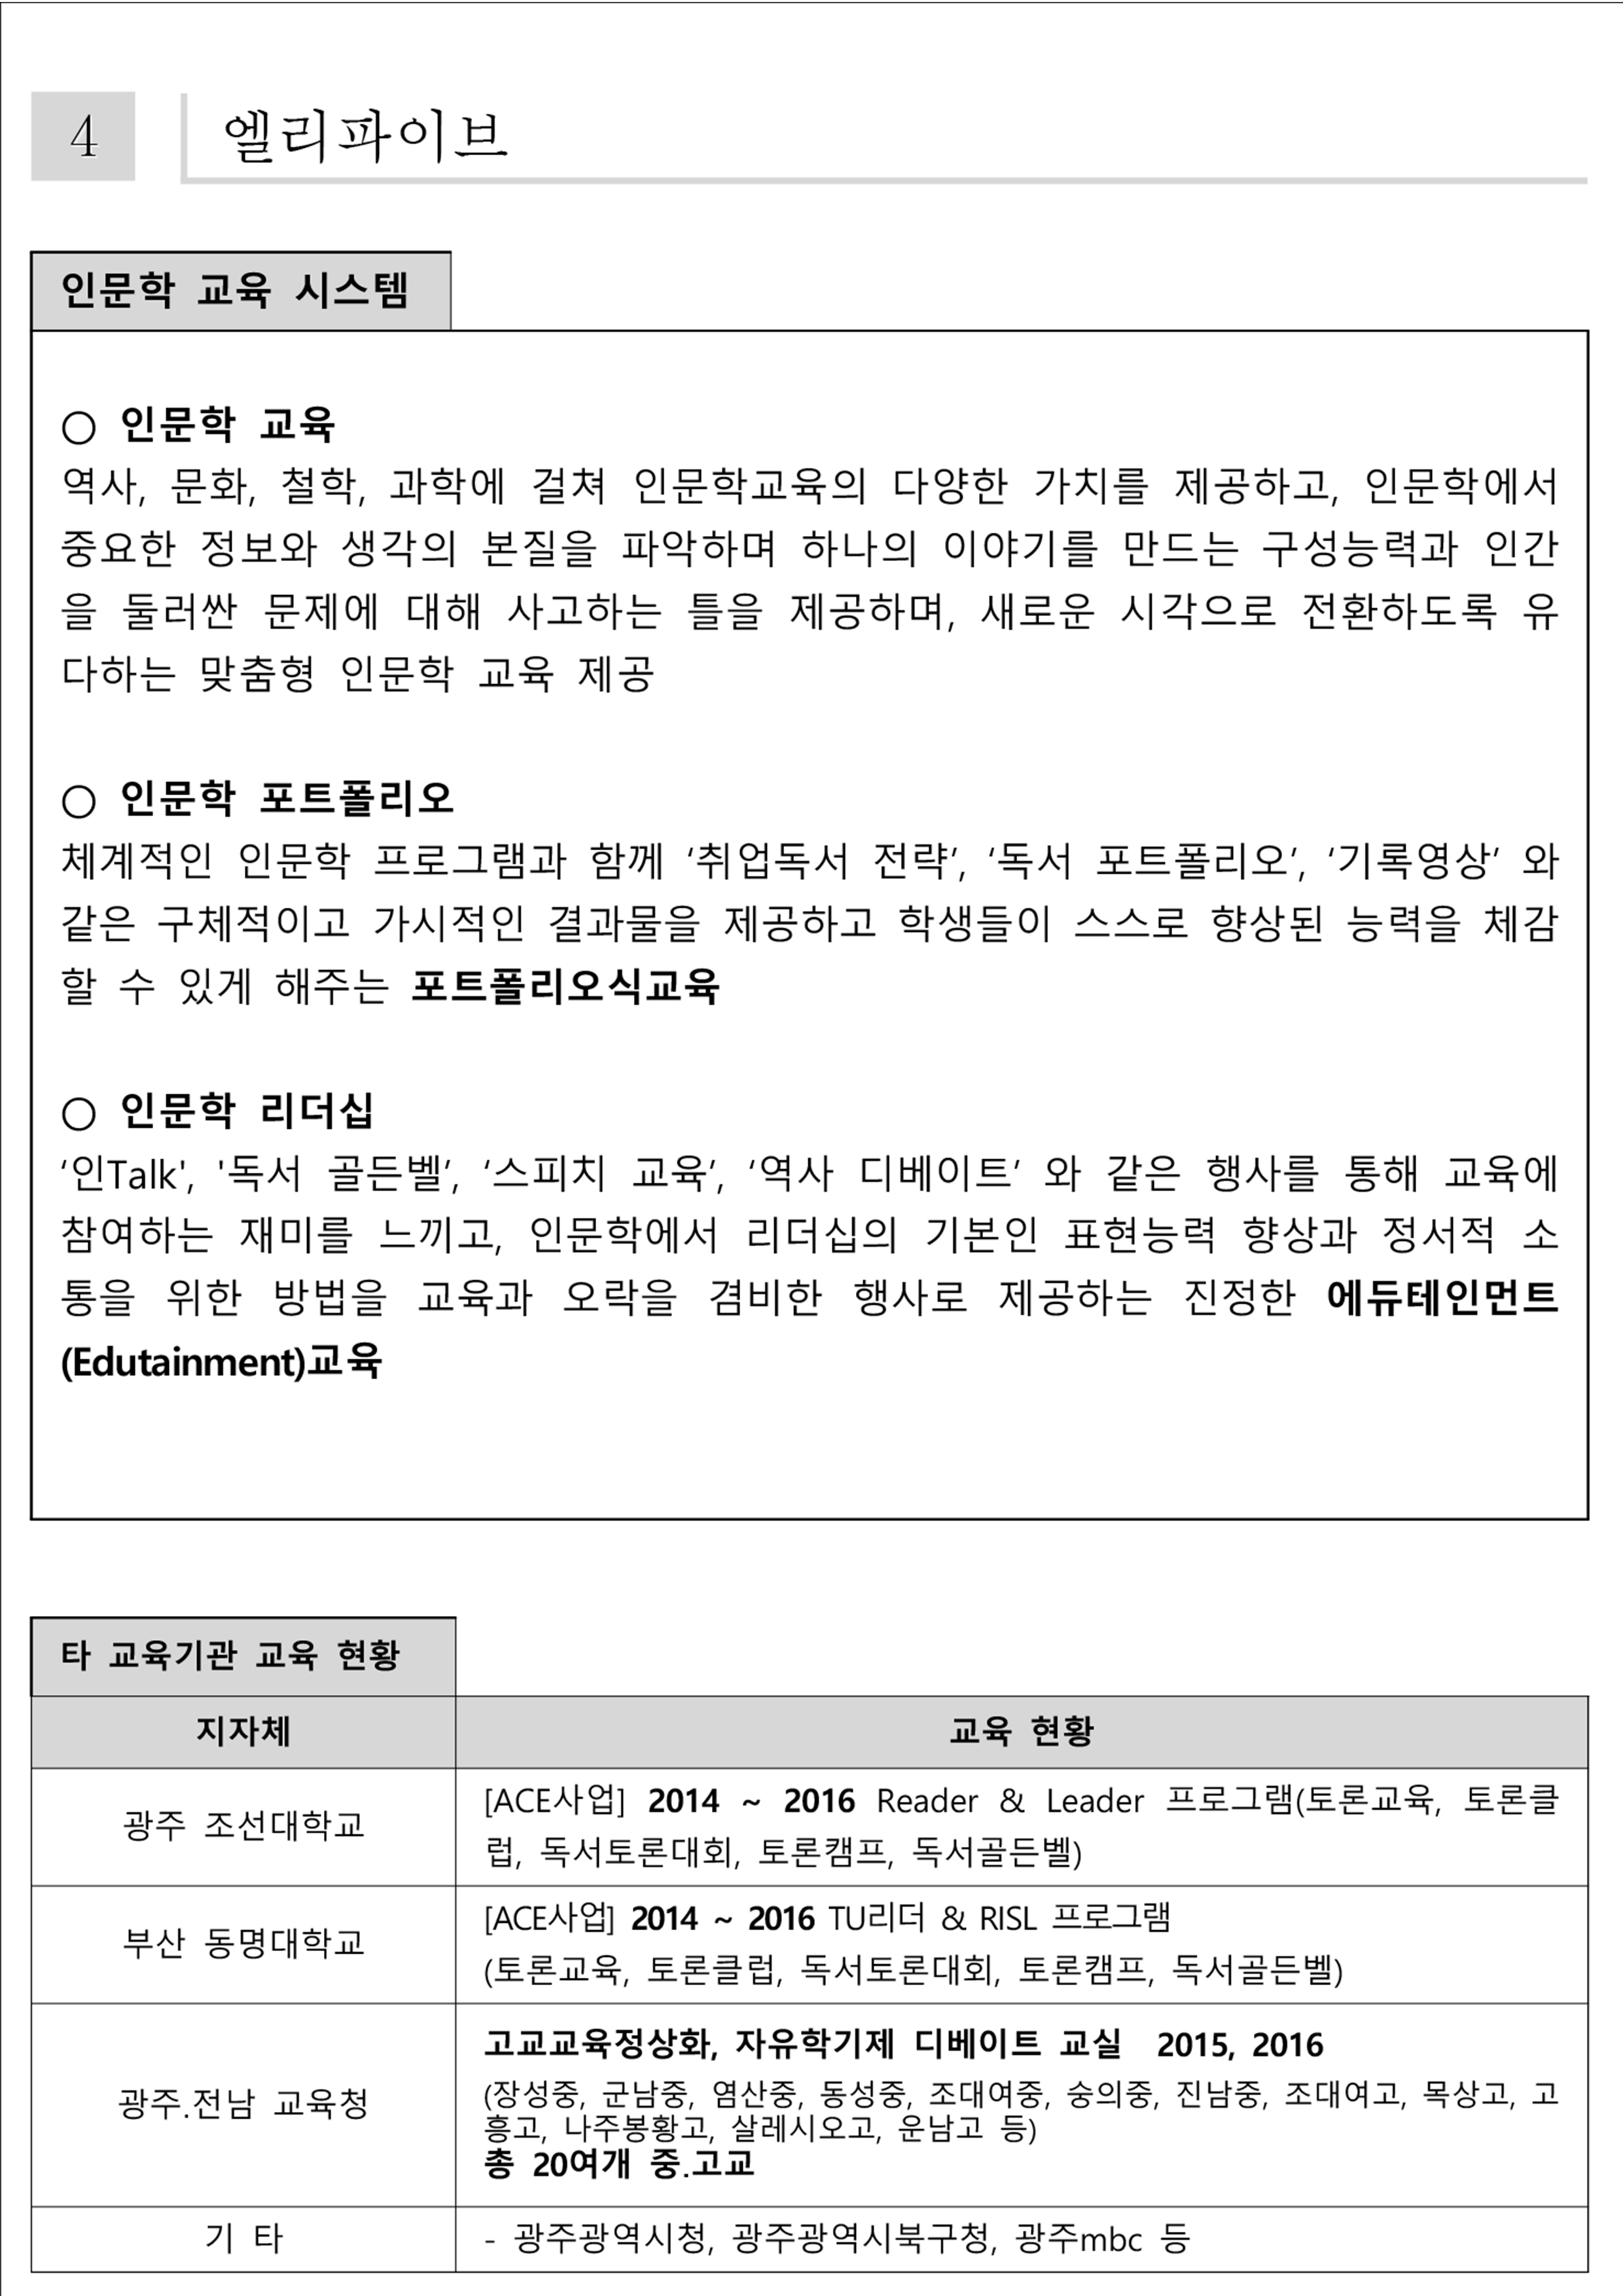 4
엘리파이브
인문학 교육 시스템
○ 인문학 교육
역사, 문화, 철학, 과학에 걸쳐 인문학교육의 다양한 가치를 제공하고, 인문학에서
중요한 정보와 생각의 본질을 파악하며 하나의 이야기를 만드는 구성능력과 인간
을 둘러싼 문제에 대해 사고하는 틀을 제공하며, 새로운 시각으로 전환하도록 유
다하는 맞춤형 인문학 교육 제공
○ 인문학 포트폴리오
체계적인 인문학 프로그램과 함께 ‘취업독서 전략’, ‘독서 포트폴리오’, ‘기록영상’ 와
같은 구체적이고 가시적인 결과물을 제공하고 학생들이 스스로 향상된 능력을 체감
할 수 있게 해주는 포트폴리오식교육
○ 인문학 리더십
‘인Talk', '독서 골든벨’, ‘스피치 교육’, ‘역사 디베이트’ 와 같은 행사를 통해 교육에
참여하는 재미를 느끼고, 인문학에서 리더십의 기본인 표현능력 향상과 정서적 소
통을 위한 방법을 교육과 오락을 겸비한 행사로 제공하는 진정한 에듀테인먼트
(Edutainment)교육
타 교육기관 교육 현황
지자체 교육 현황
광주 조선대학교
[ACE사업] 2014 ~ 2016 Reader & Leader 프로그램(토론교육, 토론클
럽, 독서토론대회, 토론캠프, 독서골든벨)
부산 동명대학교
[ACE사업] 2014 ~ 2016 TU리더 & RISL 프로그램
(토론교육, 토론클럽, 독서토론대회, 토론캠프, 독서골든벨)
광주.전남 교육청
고교교육정상화, 자유학기제 디베이트 교실 2015, 2016
(장성중, 군남중, 염산중, 동성중, 조대여중, 숭의중, 진남중, 조대여고, 목상고, 고
흥고, 나주봉황고, 살레시오고, 운남고 등)
총 20여개 중.고교
기 타
- 광주광역시청, 광주광역시북구청, 광주mbc 등